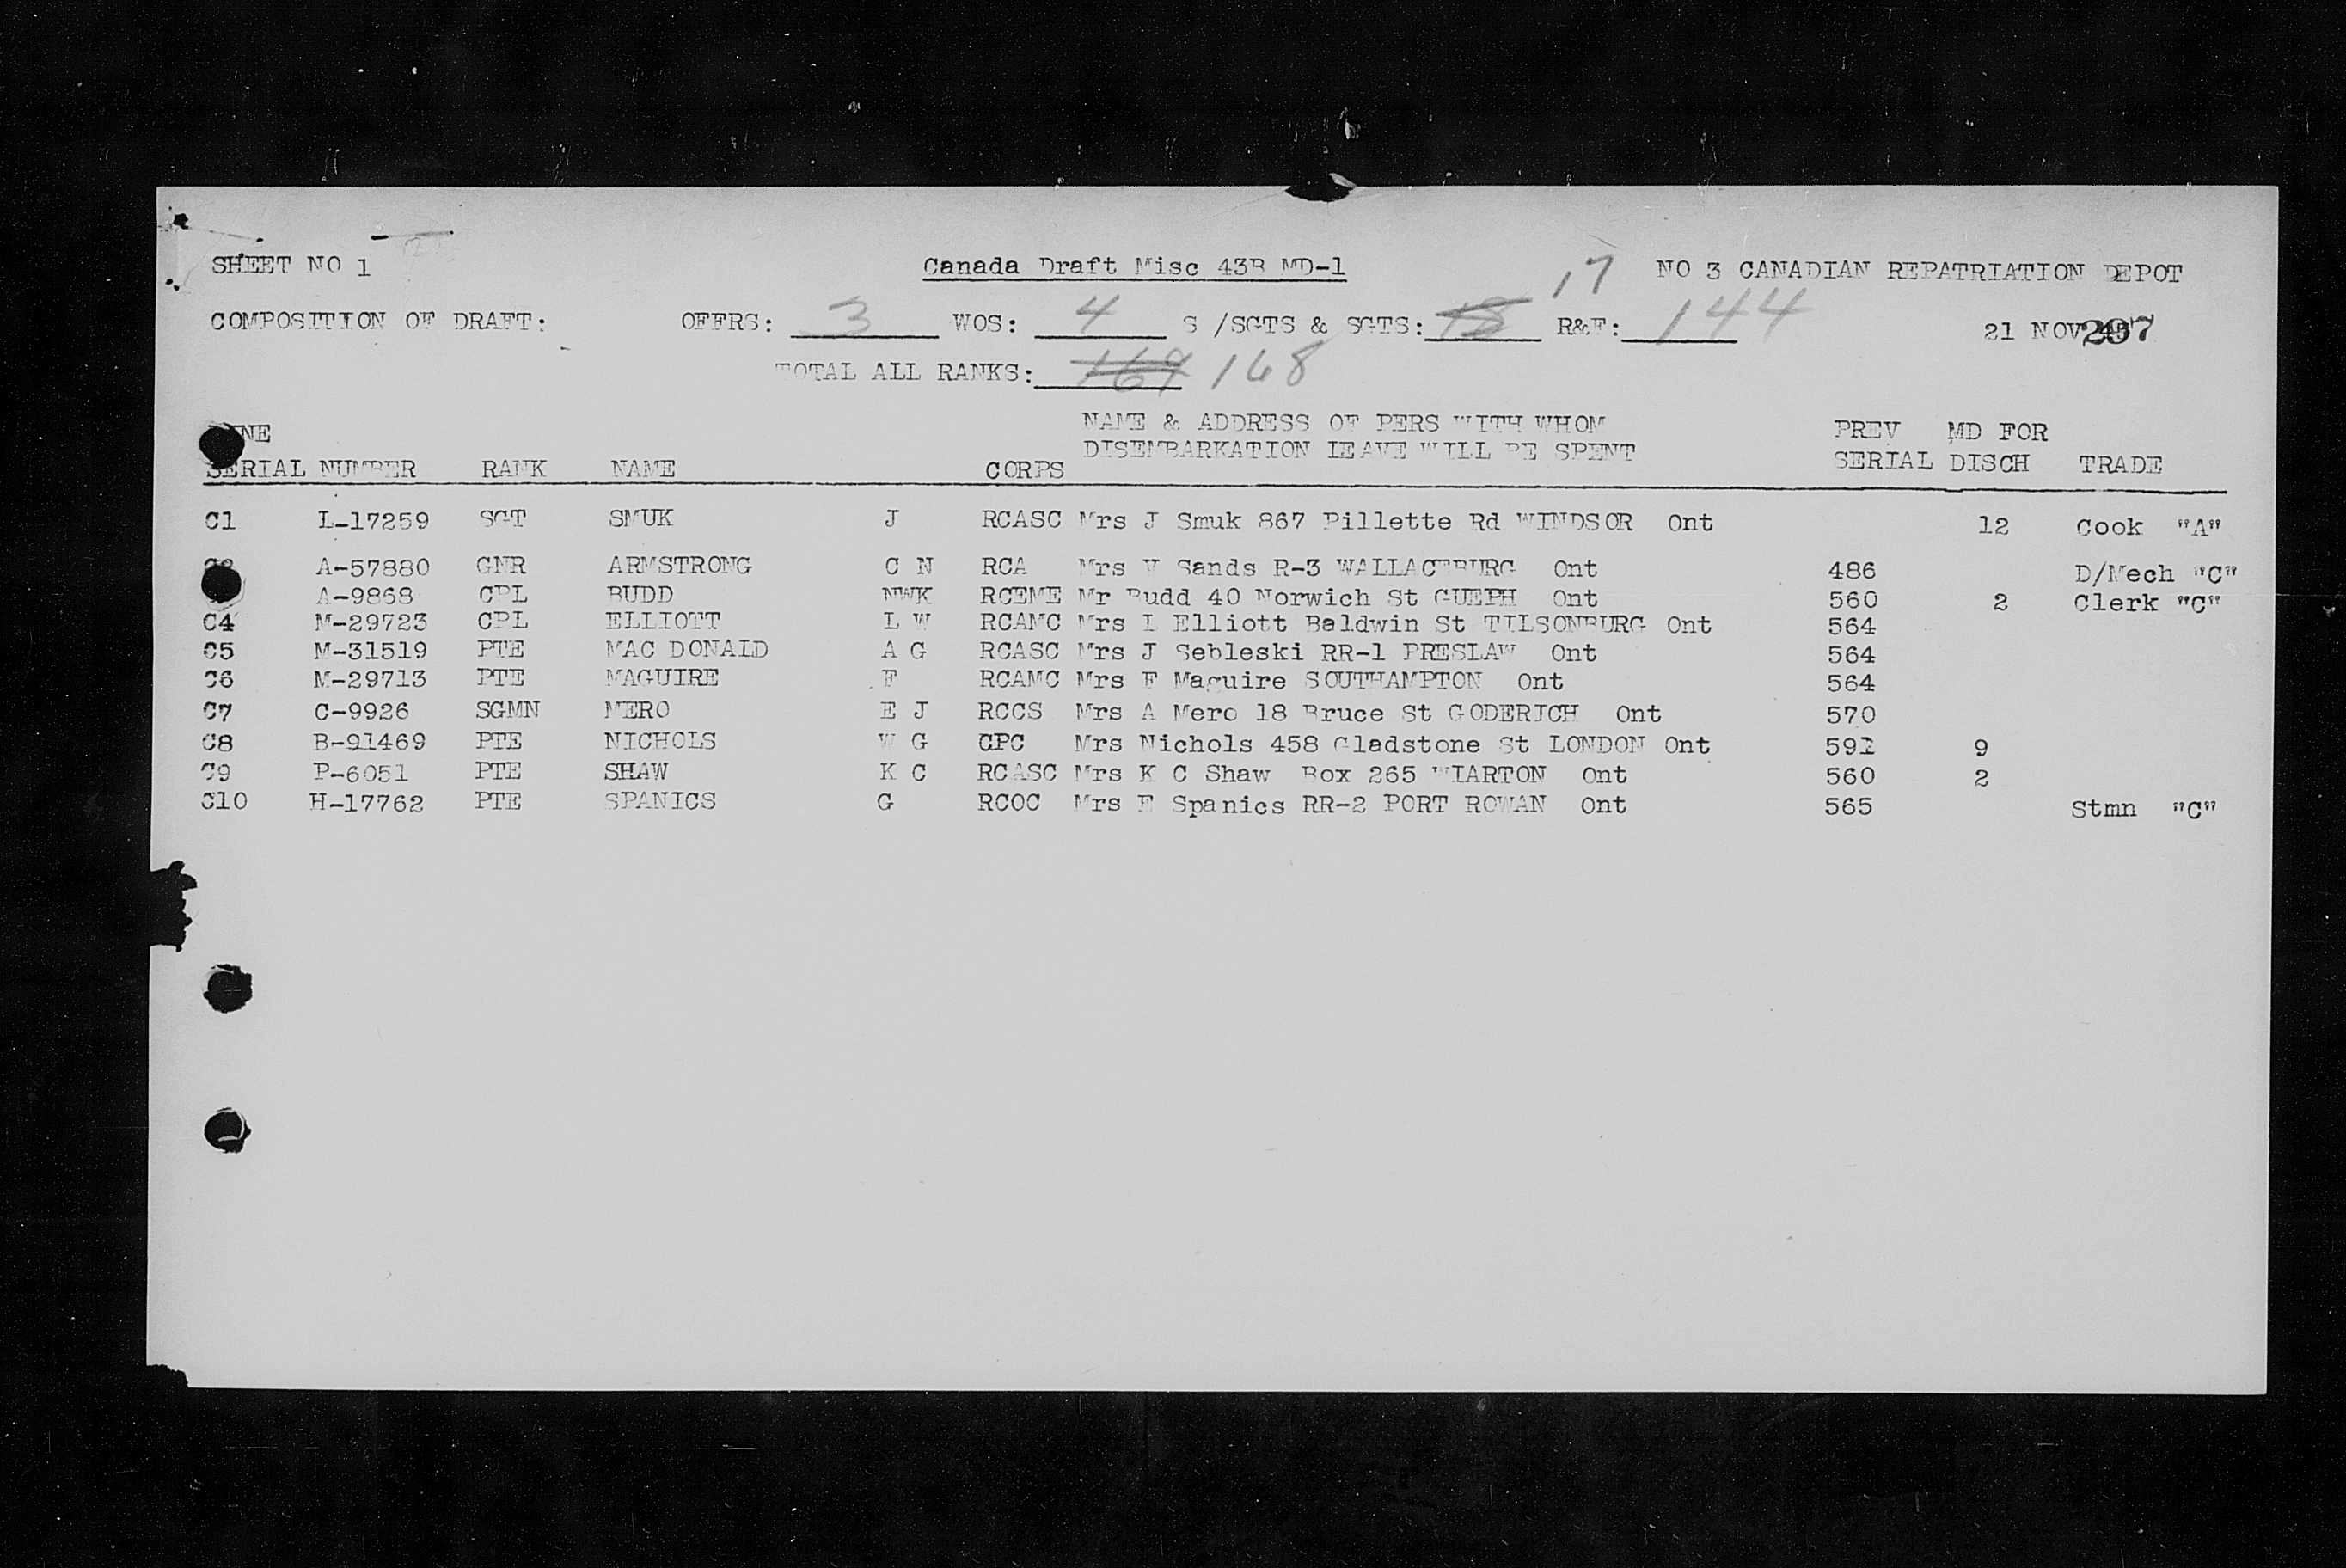 SHEET NO 1 Canada Draft Misc 43B MD-1 17 NO 3 CANADIAN REPATRIATION DEPOT
COMPOSITION OF DRAFT: OFFRS: 3 WOS: 4 S /SGTS & SGTS: 18 R&F: 144 21 NOV 297
TOTAL ALL RANKS: 169 168
NAME & ADDRESS OF PERS WITH WHOM PREV MD FOR
DISEMBARKATION LEAVE WILL BE SPENT
SERIAL NUMBER RANK NAME CORPS SERIAL DISCH TRADE
C1 L-17259 SGT SMUK J RCASC Mrs J Smuk 867 Pillette Rd WINDSOR Ont 12 Cook "A"
A-57880 GNR ARMSTRONG C N RCA Mrs V Sands R-3 WALLACEBURG Ont 486 D/Mech "C"
A-9868 CPL BUDD NWK RCEME Mr Budd 40 Norwich St GUEPH Ont 560 2 Clerk "C"
C4 M-29723 CPL ELLIOTT L W RCAMC Mrs L Elliott Baldwin St TILSONBURG Ont 564
C5 M-31519 PTE MAC DONALD A G RCASC Mrs J Sebleski RR-1 PRESLAW Ont 564
C6 M-29713 PTE MAGUIRE F RCAMC Mrs F Maguire SOUTHAMPTON Ont 564
C7 C-9926 SGMN MERO E J RCCS Mrs A Mero 18 Bruce St GODERICH Ont 570
C8 B-91469 PTE NICHOLS W G CPC Mrs Nichols 458 Gladstone St LONDON Ont 592 9
C9 P-6051 PTE SHAW K C RCASC Mrs K C Shaw Box 265 WIARTON Ont 560 2
C10 H-17762 PTE SPANICS G RCOC Mrs E Spanics RR-2 PORT ROWAN Ont 565 Stmn "C"